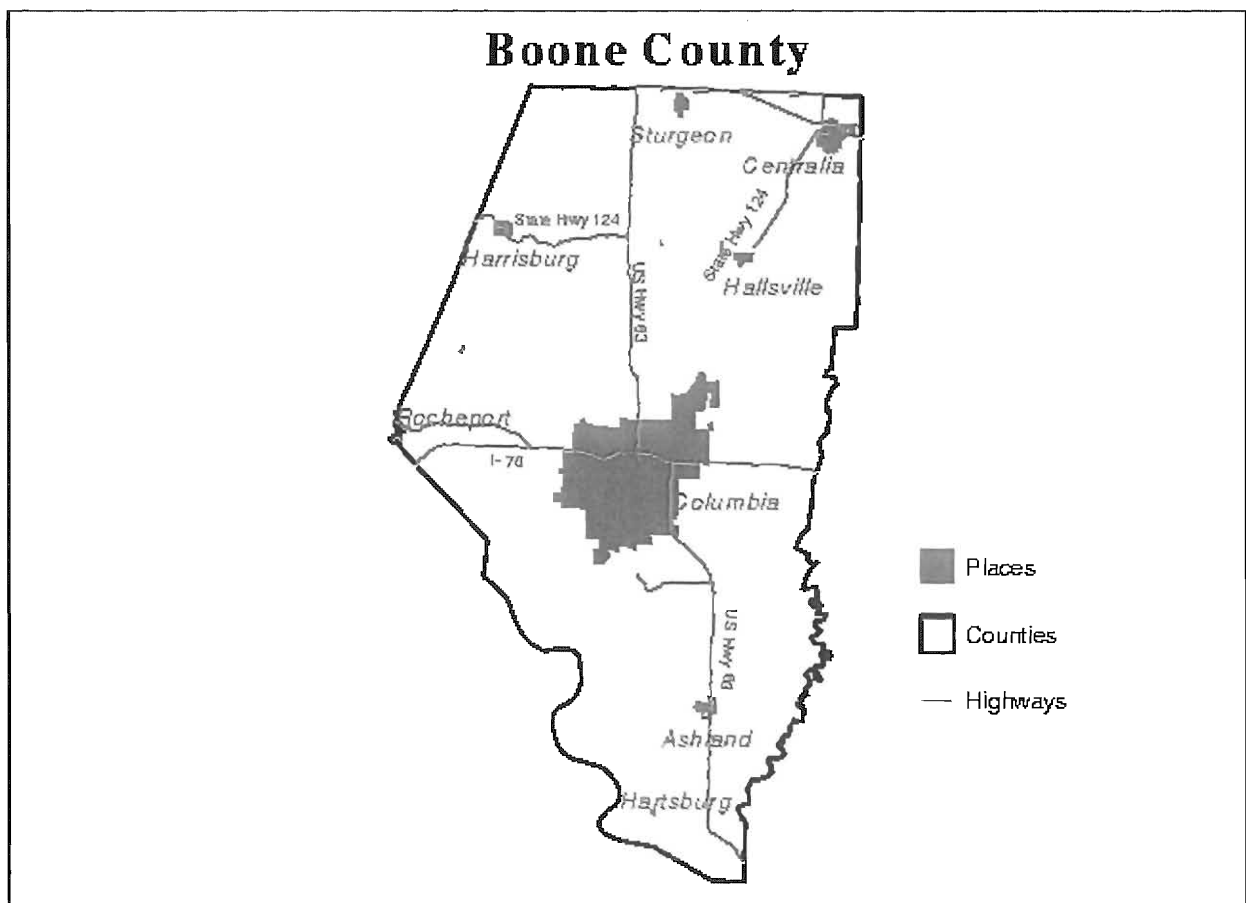 Boone County
Sturgeon
Centralia
State Hwy 124
State Hwy 124
Harrisburg
Hallsville
US Hwy 63
Rocheport
I-70
Columbia
Places
Counties
US Hwy 63
Highways
Ashland
Hartsburg